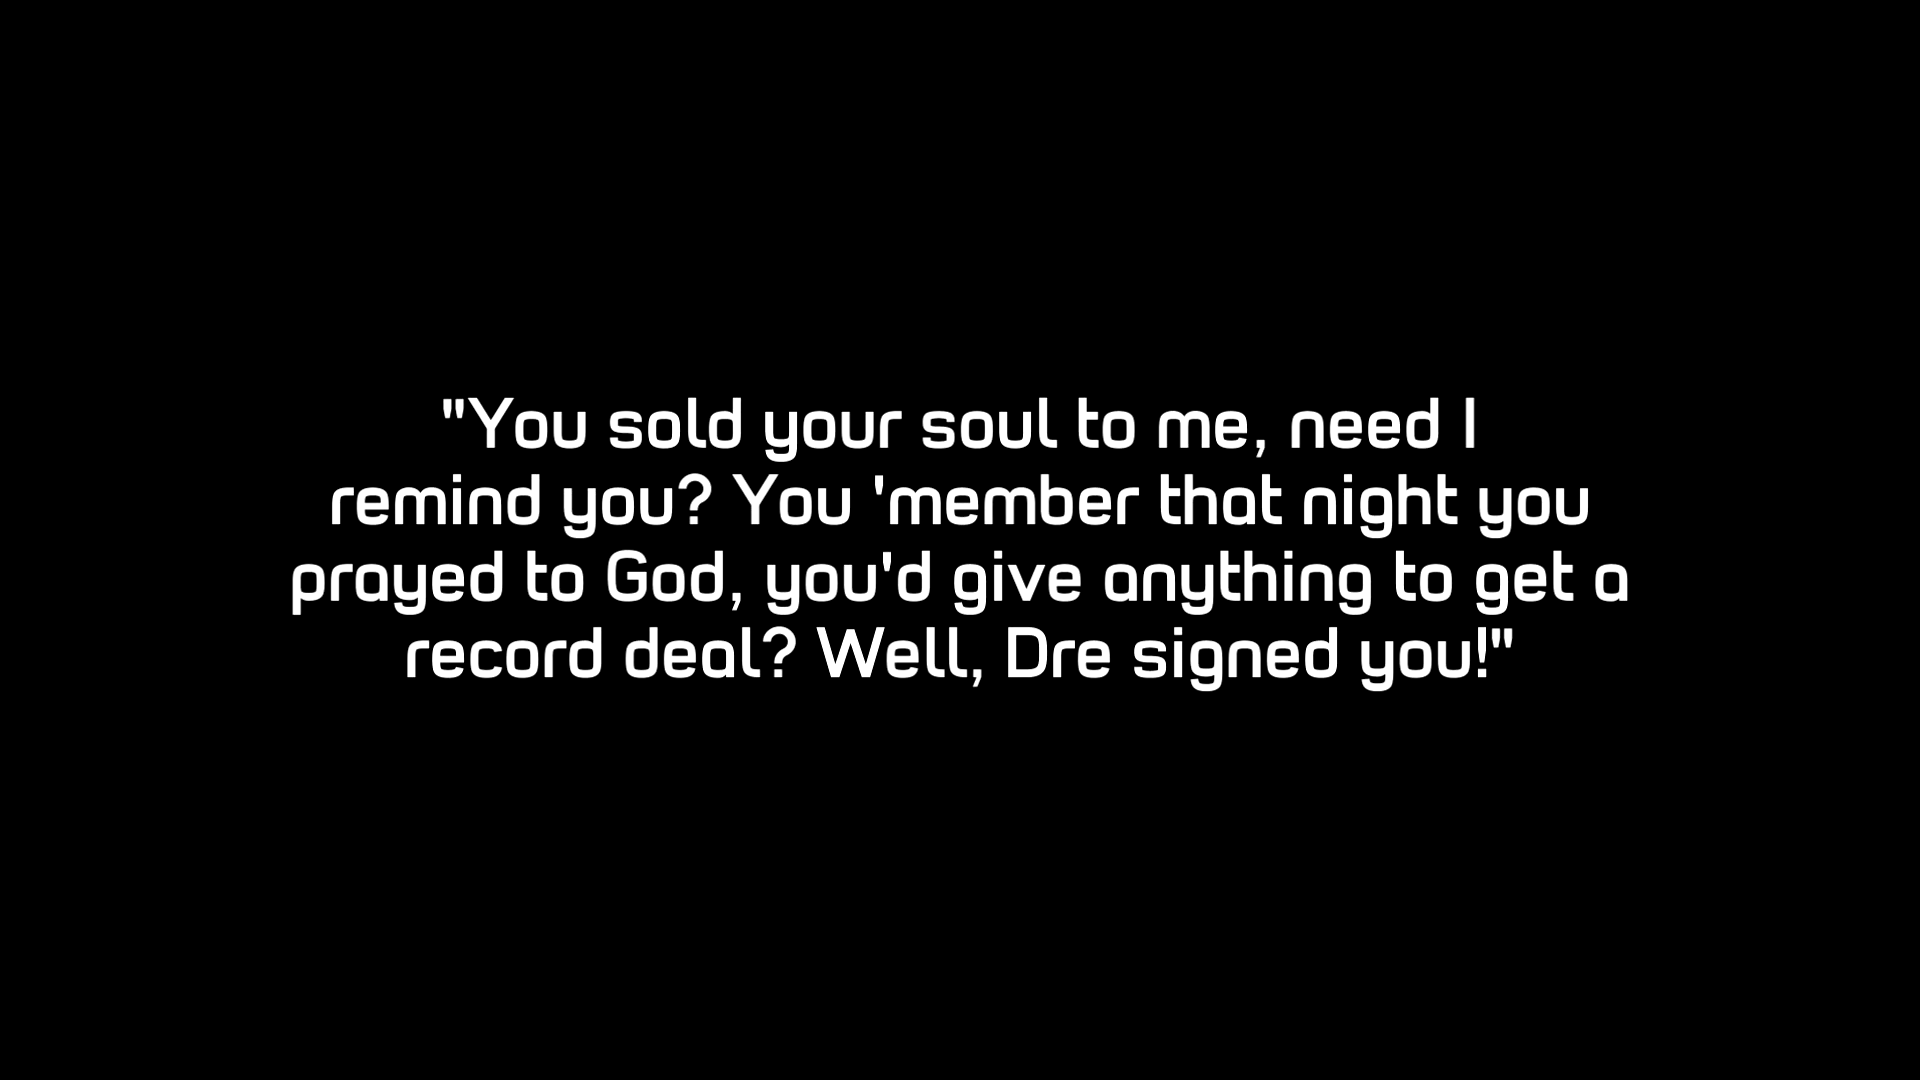 "You sold your soul to me, need I
remind you? You 'member that night you
prayed to God, you'd give anything to get a
record deal? Well, Dre signed you!"